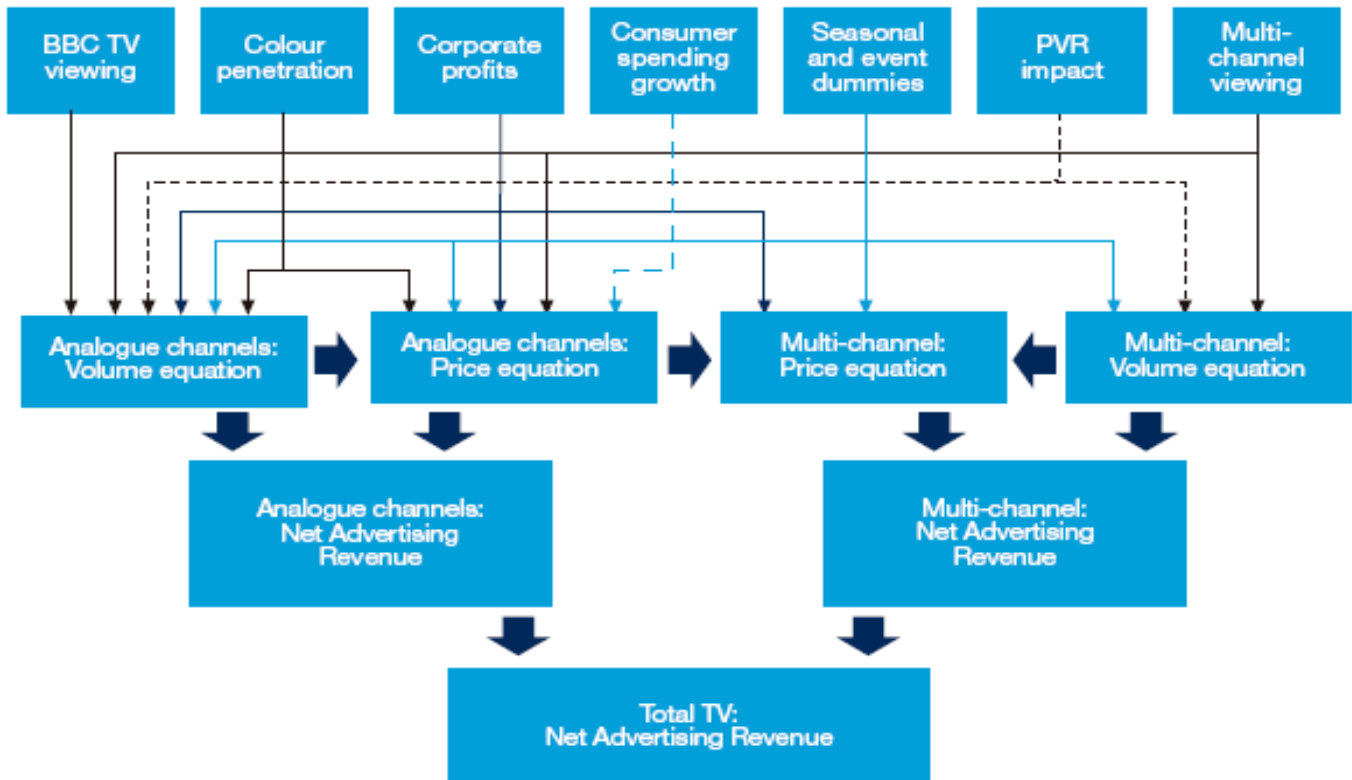 BBC TV
viewing
Colour
penetration
Corporate
profits
Consumer
spending
growth
Seasonal
and event
dummies
PVR
impact
Multi-
channel
viewing
Analogue channels:
Volume equation
Analogue channels:
Price equation
Multi-channel:
Price equation
Multi-channel:
Volume equation
Analogue channels:
Net Advertising
Revenue
Multi-channel:
Net Advertising
Revenue
Total TV:
Net Advertising Revenue